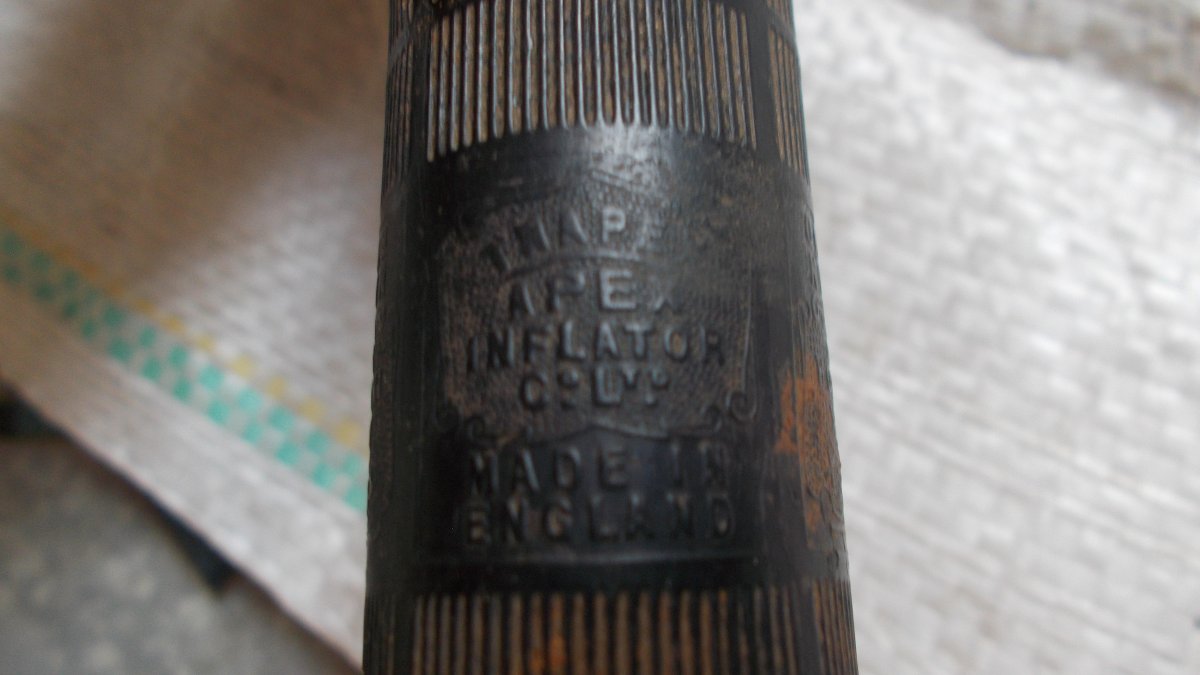 APEX
INFLATOR
Co LTD
MADE IN
ENGLAND